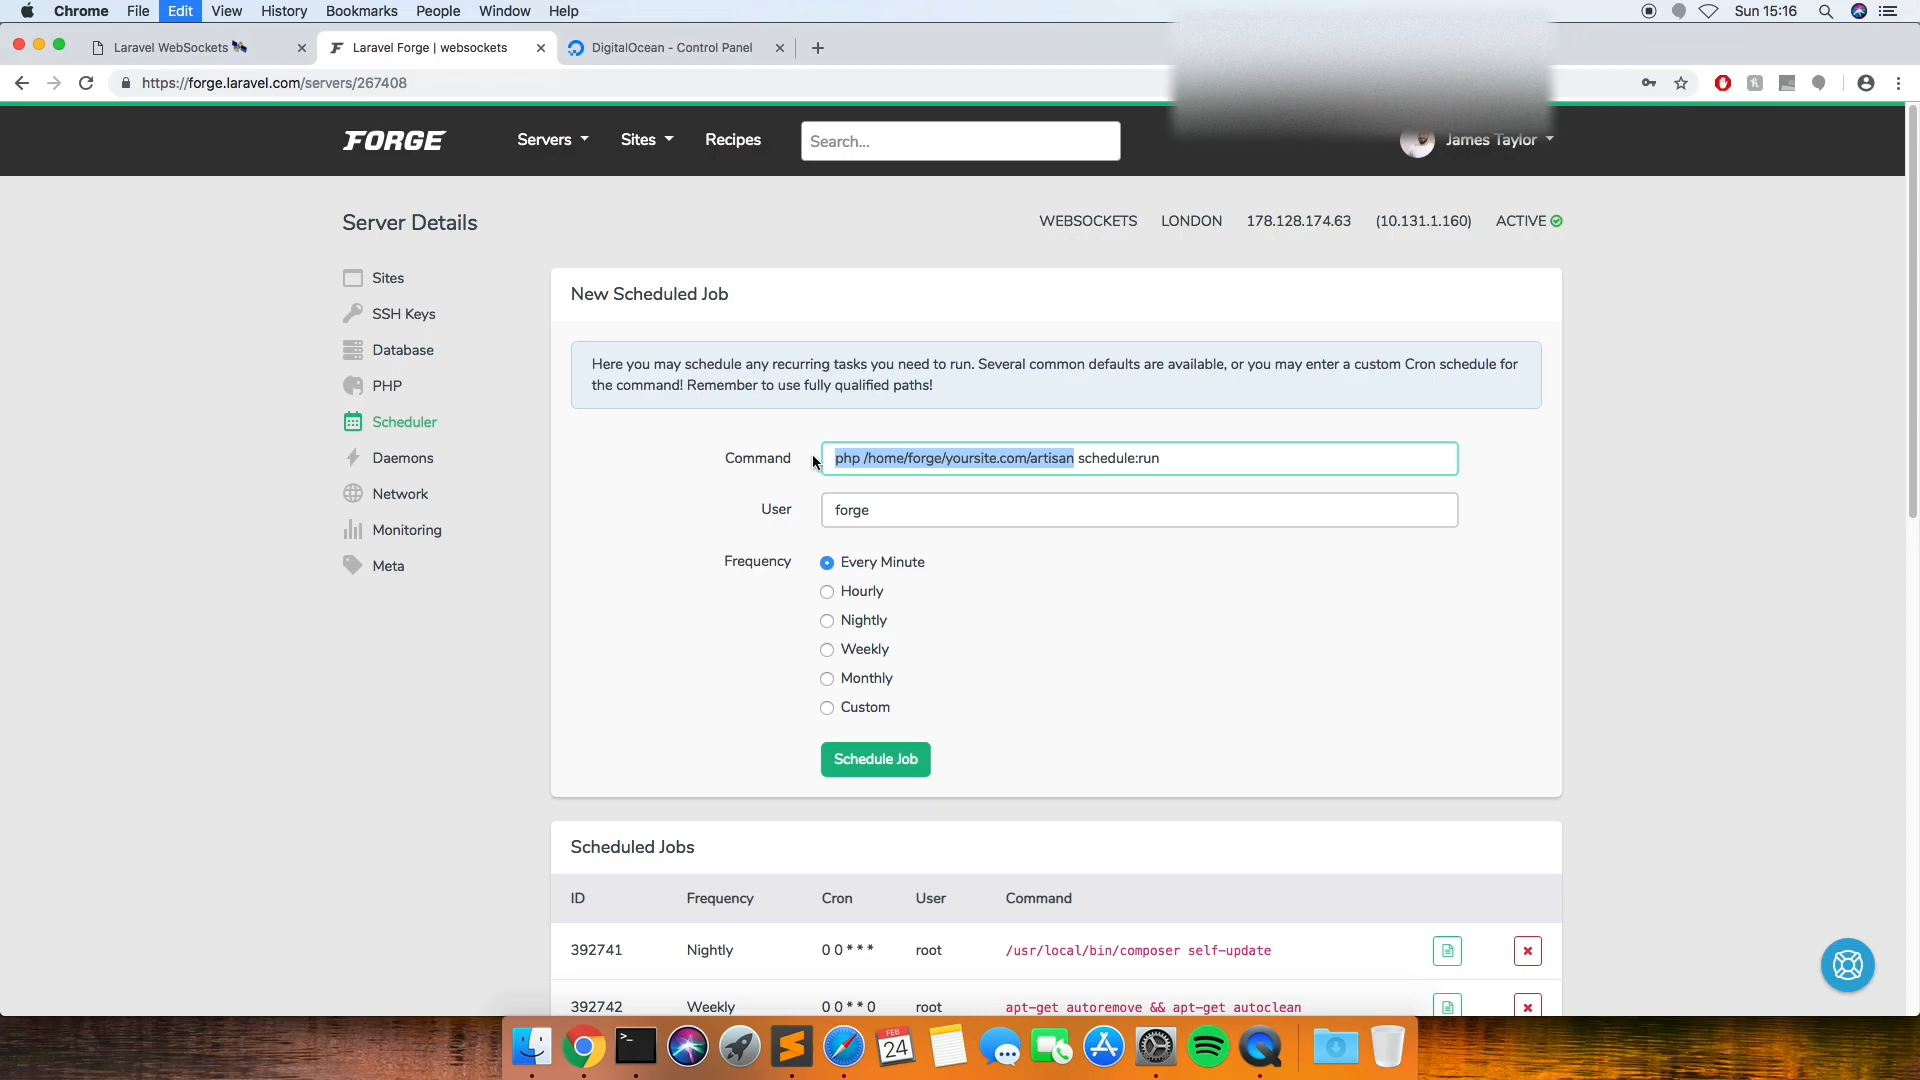 Chrome File Edit View History Bookmarks People Window Help Sun 15:16
Laravel WebSockets Laravel Forge | websockets DigitalOcean - Control Panel
https://forge.laravel.com/servers/267408
FORGE Servers Sites Recipes Search... James Taylor
Server Details WEBSOCKETS LONDON 178.128.174.63 (10.131.1.160) ACTIVE
Sites
SSH Keys
Database
PHP
Scheduler
Daemons
Network
Monitoring
Meta
New Scheduled Job
Here you may schedule any recurring tasks you need to run. Several common defaults are available, or you may enter a custom Cron schedule for
the command! Remember to use fully qualified paths!
Command php /home/forge/yoursite.com/artisan schedule:run
User forge
Frequency Every Minute
Hourly
Nightly
Weekly
Monthly
Custom
Schedule Job
Scheduled Jobs
ID Frequency Cron User Command
392741 Nightly 0 0 * * * root /usr/local/bin/composer self-update
392742 Weekly 0 0 * * 0 root apt-get autoremove && apt-get autoclean
FEB
24